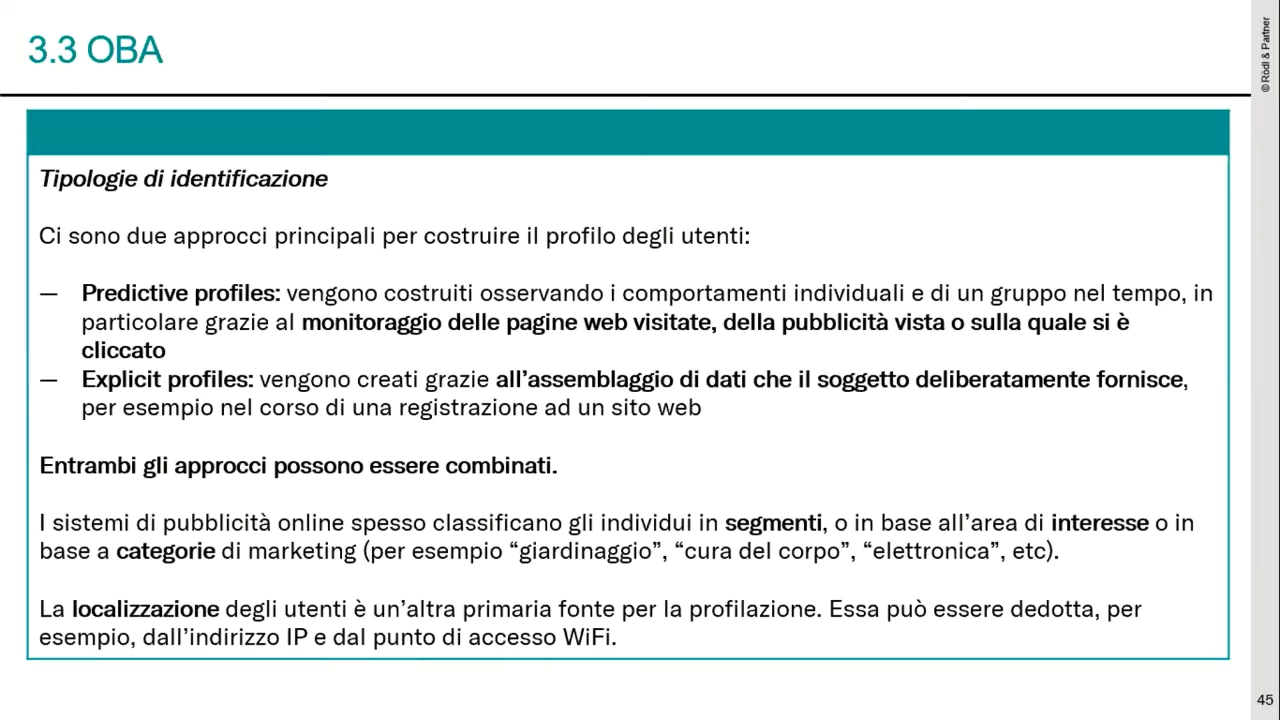 3.3 OBA
© Rödl & Partner
Tipologie di identificazione
Ci sono due approcci principali per costruire il profilo degli utenti:
— Predictive profiles: vengono costruiti osservando i comportamenti individuali e di un gruppo nel tempo, in
particolare grazie al monitoraggio delle pagine web visitate, della pubblicità vista o sulla quale si è
cliccato
— Explicit profiles: vengono creati grazie all’assemblaggio di dati che il soggetto deliberatamente fornisce,
per esempio nel corso di una registrazione ad un sito web
Entrambi gli approcci possono essere combinati.
I sistemi di pubblicità online spesso classificano gli individui in segmenti, o in base all’area di interesse o in
base a categorie di marketing (per esempio “giardinaggio”, “cura del corpo”, “elettronica”, etc).
La localizzazione degli utenti è un’altra primaria fonte per la profilazione. Essa può essere dedotta, per
esempio, dall’indirizzo IP e dal punto di accesso WiFi.
45